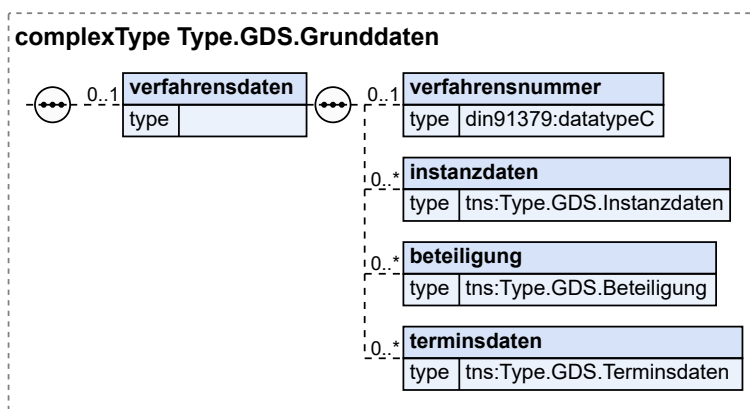 complexType Type.GDS.Grunddaten
0..1 verfahrensdaten
type
0..1 verfahrensnummer
type din91379:datatypeC
0..* instanzdaten
type tns:Type.GDS.Instanzdaten
0..* beteiligung
type tns:Type.GDS.Beteiligung
0..* terminsdaten
type tns:Type.GDS.Terminsdaten